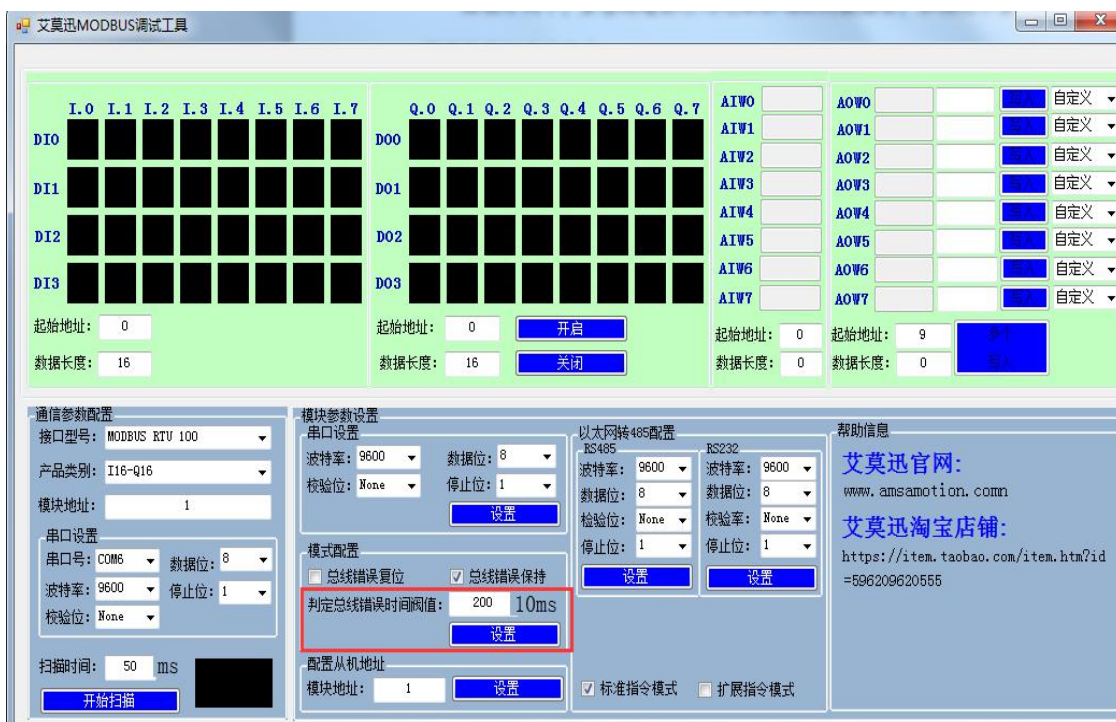 艾莫迅MODBUS调试工具
I.0 I.1 I.2 I.3 I.4 I.5 I.6 I.7
DI0
DI1
DI2
DI3
起始地址: 0
数据长度: 16
Q.0 Q.1 Q.2 Q.3 Q.4 Q.5 Q.6 Q.7
DO0
DO1
DO2
DO3
起始地址: 0 开启
数据长度: 16 关闭
AIW0
AIW1
AIW2
AIW3
AIW4
AIW5
AIW6
AIW7
起始地址: 0
数据长度: 0
AOW0 写入 自定义
AOW1 写入 自定义
AOW2 写入 自定义
AOW3 写入 自定义
AOW4 写入 自定义
AOW5 写入 自定义
AOW6 写入 自定义
AOW7 写入 自定义
起始地址: 9
数据长度: 0
通信参数配置
接口型号: MODBUS RTU 100
产品类别: I16-Q16
模块地址: 1
串口设置
串口号: COM6 数据位: 8
波特率: 9600 停止位: 1
校验位: None
扫描时间: 50 ms
开始扫描
模块参数设置
串口设置
波特率: 9600 数据位: 8
校验位: None 停止位: 1
设置
模式配置
总线错误复位 总线错误保持
判定总线错误时间阀值: 200 10ms
设置
配置从机地址
模块地址: 1 设置
以太网转485配置
RS485
波特率: 9600
数据位: 8
检验位: None
停止位: 1
设置
RS232
波特率: 9600
数据位: 8
校验率: None
停止位: 1
设置
标准指令模式 扩展指令模式
帮助信息
艾莫迅官网:
www.amsamotion.comn
艾莫迅淘宝店铺:
https://item.taobao.com/item.htm?id
=596209620555